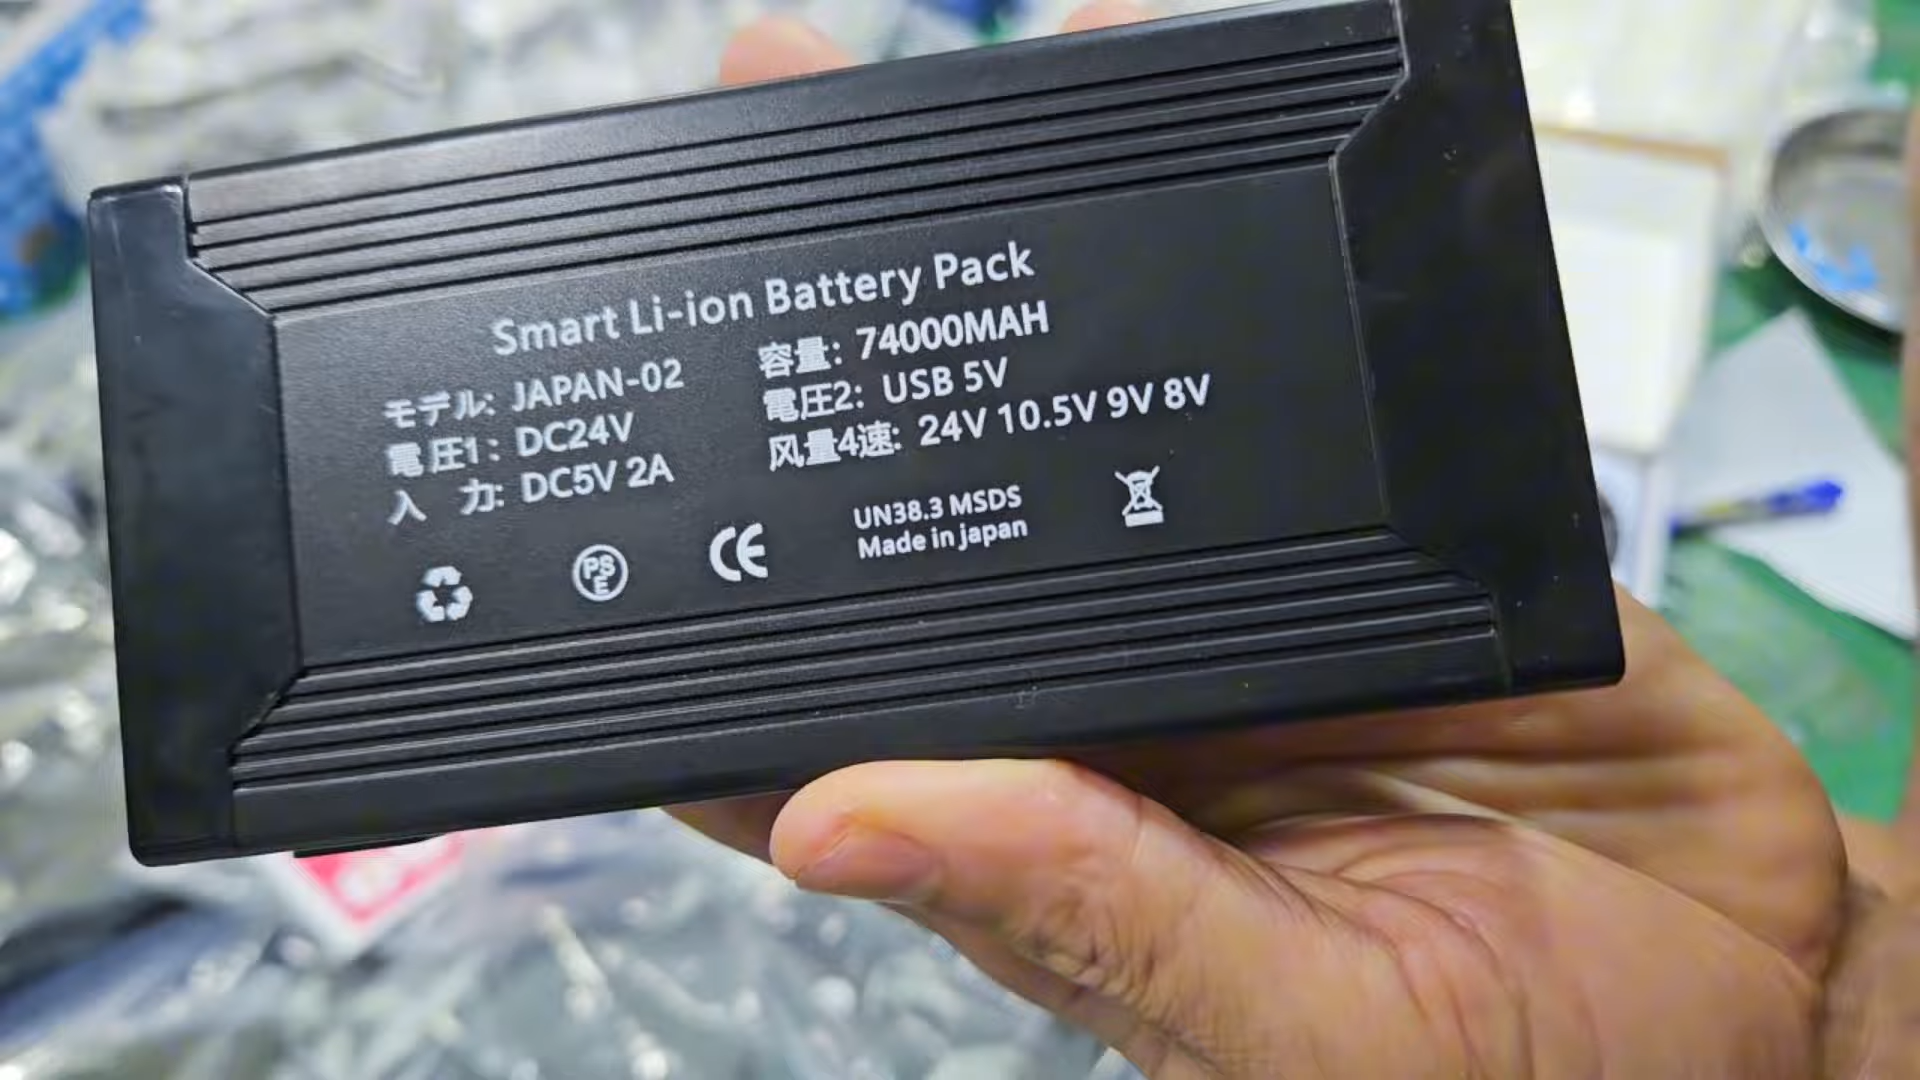 Smart Li-ion Battery Pack
モデル: JAPAN-02
容量: 74000MAH
電圧1: DC24V
電圧2: USB 5V
入 力: DC5V 2A
风量4速: 24V 10.5V 9V 8V
PS
E
CE
UN38.3 MSDS
Made in japan